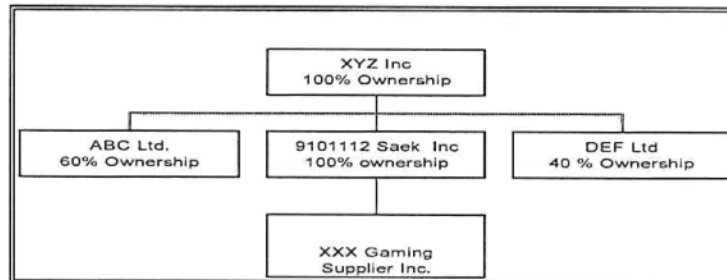 XYZ Inc
100% Ownership
ABC Ltd.
60% Ownership
9101112 Saek Inc
100% ownership
DEF Ltd
40 % Ownership
XXX Gaming
Supplier Inc.